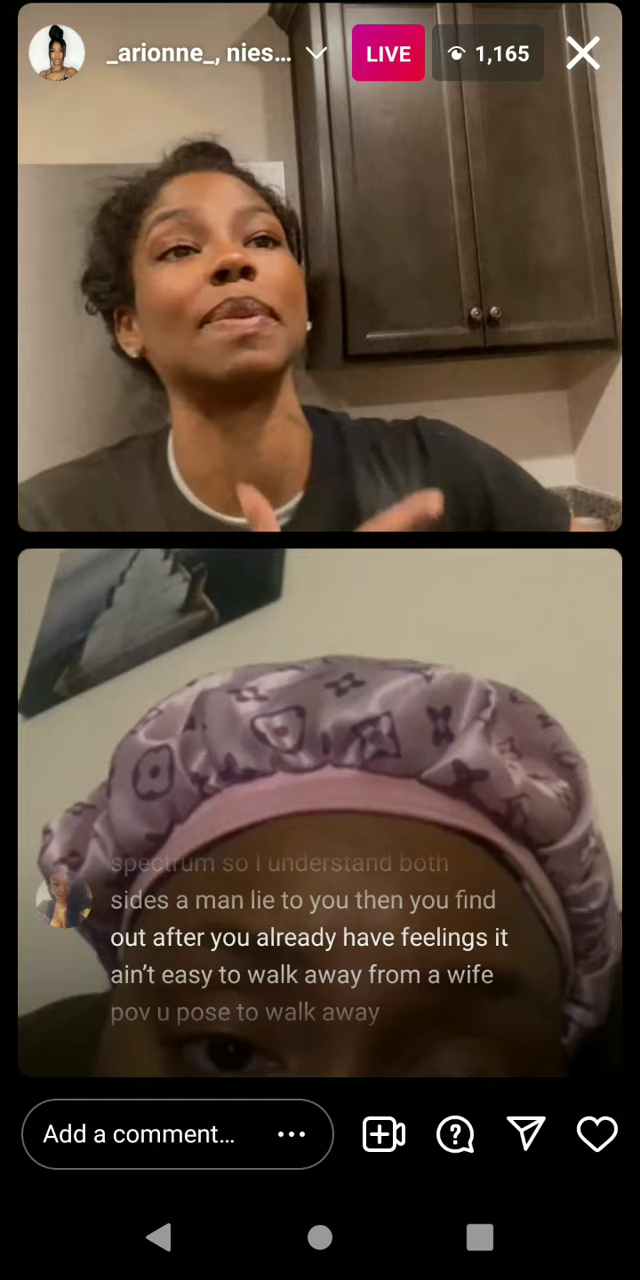 _arionne_, nies...
LIVE
1,165
spectrum so I understand both
sides a man lie to you then you find
out after you already have feelings it
ain't easy to walk away from a wife
pov u pose to walk away
Add a comment...